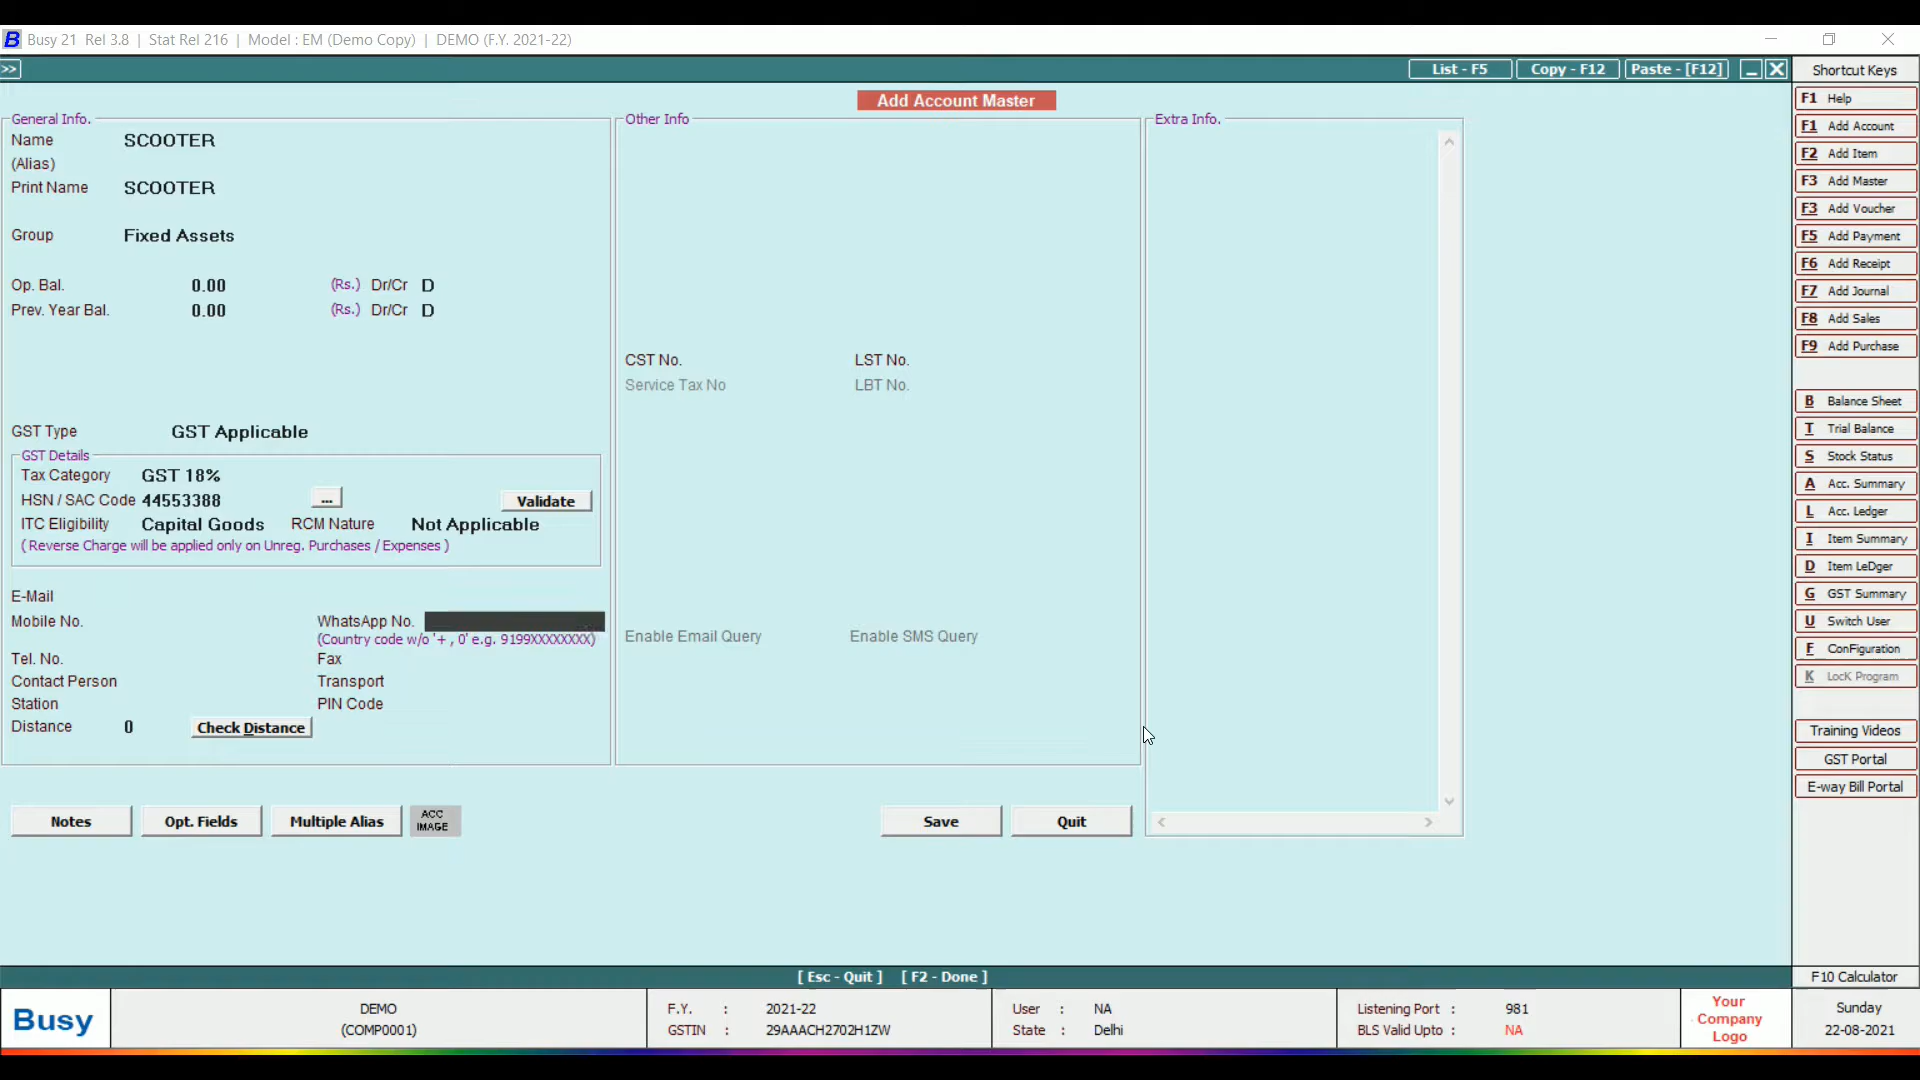 B Busy 21 Rel 3.8 | Stat Rel 216 | Model : EM (Demo Copy) | DEMO (F.Y. 2021-22)
>> List - F5 Copy - F12 Paste - [F12] Shortcut Keys
Add Account Master
General Info.
Name SCOOTER
(Alias)
Print Name SCOOTER
Group Fixed Assets
Op. Bal. 0.00 (Rs.) Dr/Cr D
Prev. Year Bal. 0.00 (Rs.) Dr/Cr D
GST Type GST Applicable
GST Details
Tax Category GST 18%
HSN / SAC Code 44553388 ... Validate
ITC Eligibility Capital Goods RCM Nature Not Applicable
( Reverse Charge will be applied only on Unreg. Purchases / Expenses )
E-Mail
Mobile No. WhatsApp No.
(Country code w/o '+ , 0' e.g. 9199XXXXXXXX)
Tel. No. Fax
Contact Person Transport
Station PIN Code
Distance 0 Check Distance
Other Info
CST No. LST No.
Service Tax No LBT No.
Enable Email Query Enable SMS Query
Extra Info.
Notes Opt. Fields Multiple Alias ACC IMAGE Save Quit
[ Esc - Quit ] [ F2 - Done ]
F1 Help
F1 Add Account
F2 Add Item
F3 Add Master
F3 Add Voucher
F5 Add Payment
F6 Add Receipt
F7 Add Journal
F8 Add Sales
F9 Add Purchase
B Balance Sheet
T Trial Balance
S Stock Status
A Acc. Summary
L Acc. Ledger
I Item Summary
D Item LeDger
G GST Summary
U Switch User
F ConFiguration
K LocK Program
Training Videos
GST Portal
E-way Bill Portal
F10 Calculator
Busy
DEMO
(COMP0001)
F.Y. : 2021-22
GSTIN : 29AAACH2702H1ZW
User : NA
State : Delhi
Listening Port : 981
BLS Valid Upto : NA
Your
Company
Logo
Sunday
22-08-2021